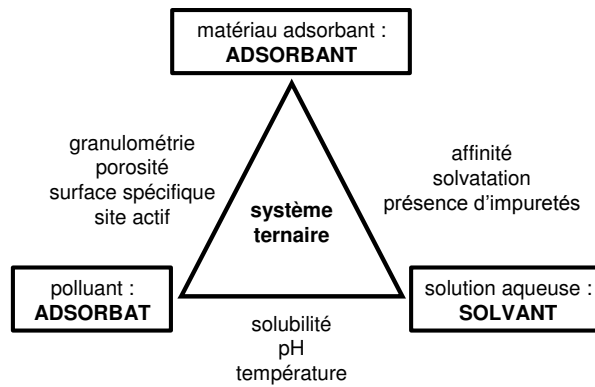 matériau adsorbant :
ADSORBANT
granulométrie
porosité
surface spécifique
site actif
affinité
solvatation
présence d'impuretés
système
ternaire
polluant :
ADSORBAT
solution aqueuse :
SOLVANT
solubilité
pH
température